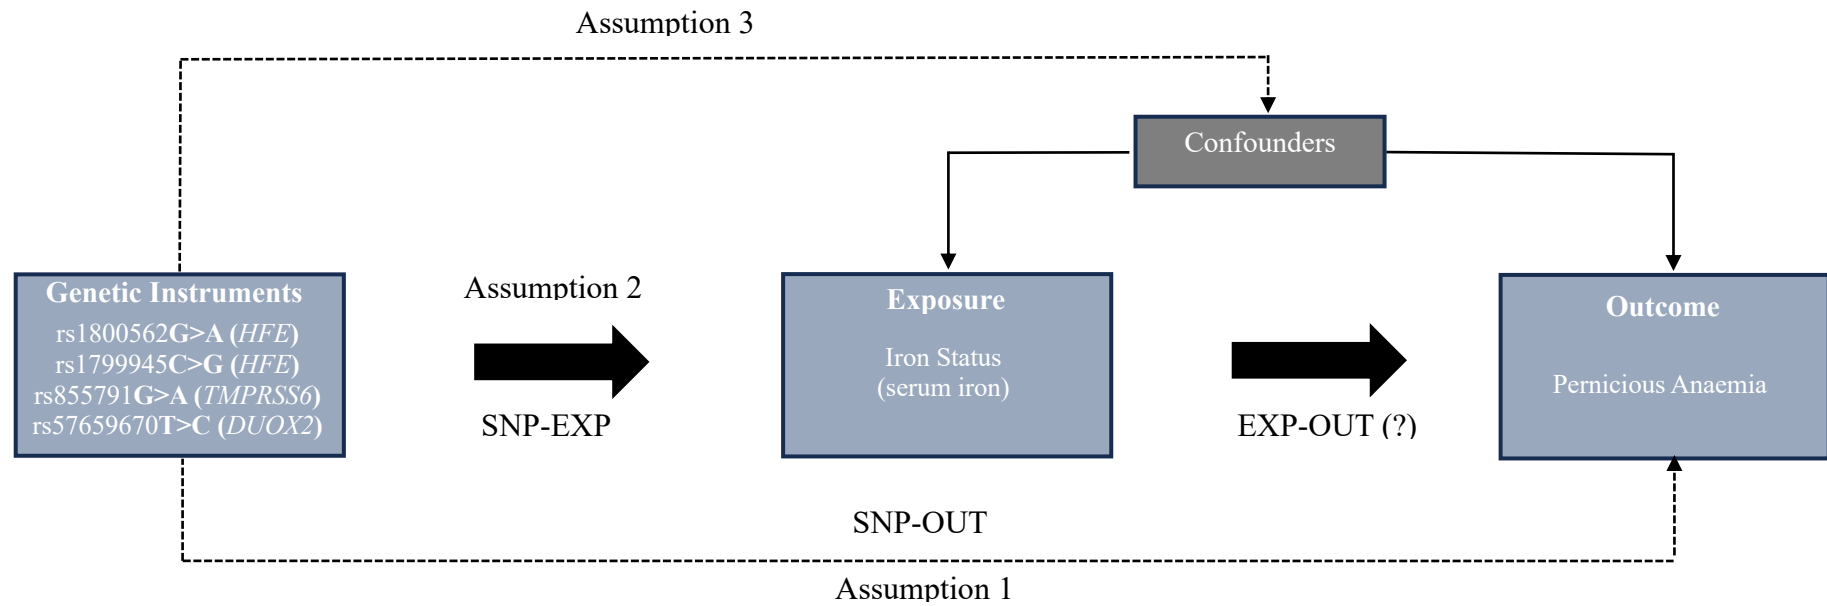 Assumption 3
Confounders
Genetic Instruments
rs1800562G>A (HFE)
rs1799945C>G (HFE)
rs855791G>A (TMPRSS6)
rs57659670T>C (DUOX2)
Assumption 2
SNP-EXP
Exposure
Iron Status
(serum iron)
EXP-OUT (?)
Outcome
Pernicious Anaemia
SNP-OUT
Assumption 1